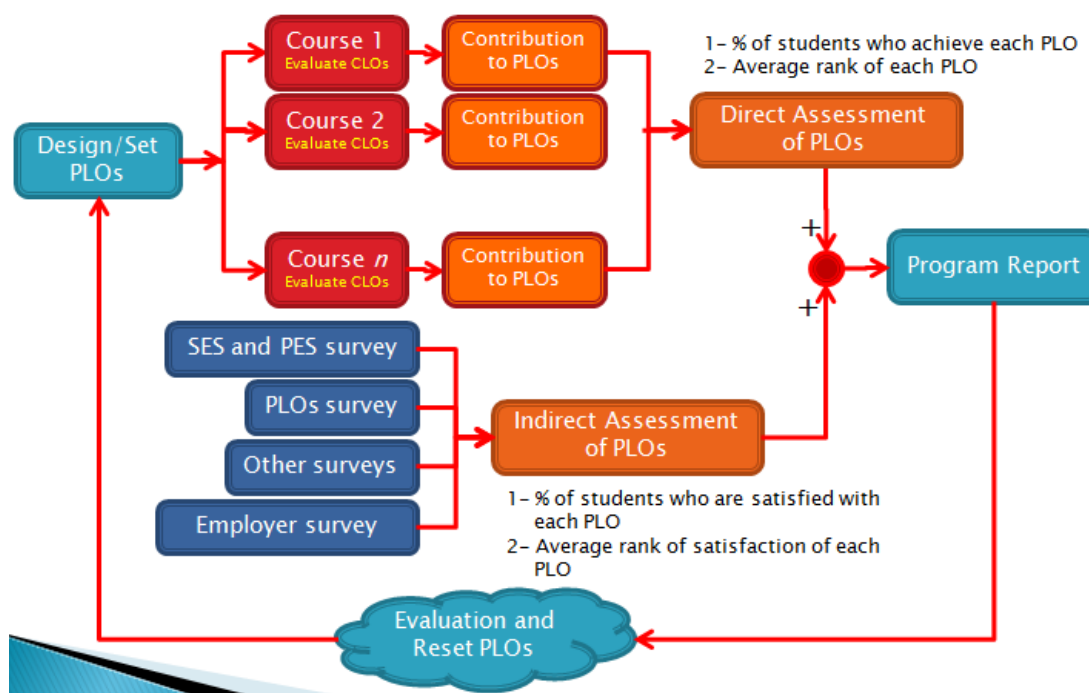 Design/Set
PLOs
Course 1
Evaluate CLOs
Contribution
to PLOs
Course 2
Evaluate CLOs
Contribution
to PLOs
Course n
Evaluate CLOs
Contribution
to PLOs
1- % of students who achieve each PLO
2- Average rank of each PLO
Direct Assessment
of PLOs
+
+
Program Report
SES and PES survey
PLOs survey
Other surveys
Employer survey
Indirect Assessment
of PLOs
1- % of students who are satisfied with
each PLO
2- Average rank of satisfaction of each
PLO
Evaluation and
Reset PLOs